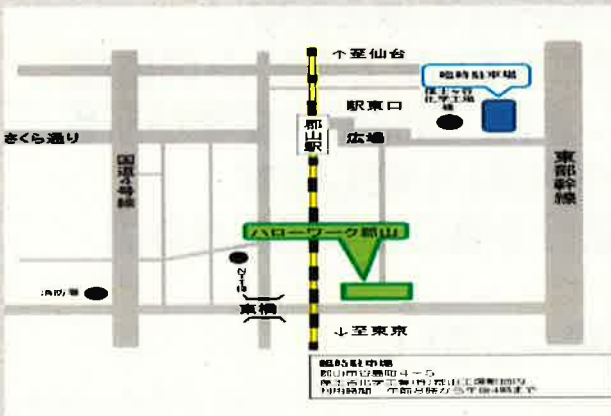 ↑至仙台
臨時駐車場
保土ヶ谷
化学工場
駅東口
さくら通り
郡山駅
広場
国道4号線
東部幹線
ハローワーク郡山
消防署
東橋
↓至東京
臨時駐車場
郡山市谷島町4-5